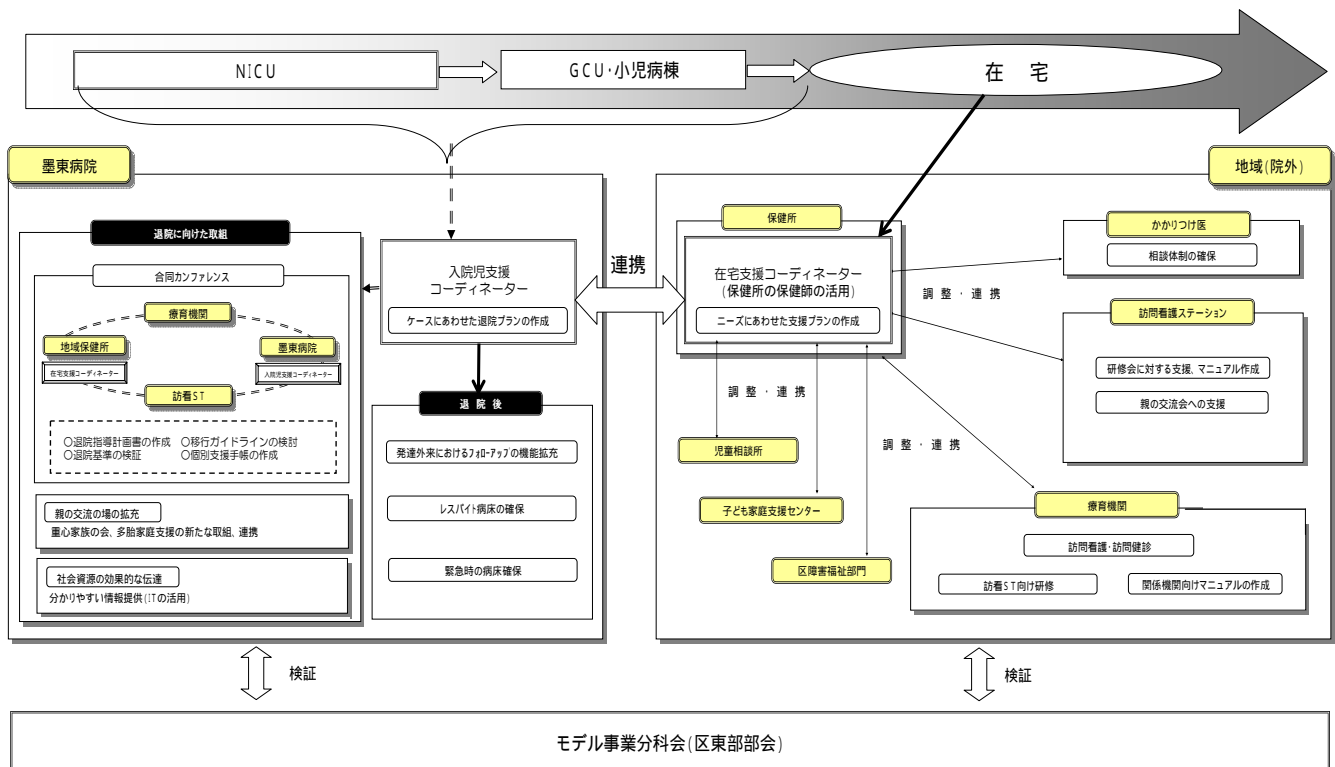 NICU
GCU・小児病棟
在 宅
墨東病院
退院に向けた取組
合同カンファレンス
療育機関
地域保健所
在宅支援コーディネーター
墨東病院
入院児支援コーディネーター
訪看ST
○退院指導計画書の作成 ○移行ガイドラインの検討
○退院基準の検証 ○個別支援手帳の作成
親の交流の場の拡充
重心家族の会、多胎家庭支援の新たな取組、連携
社会資源の効果的な伝達
分かりやすい情報提供(ITの活用)
入院児支援
コーディネーター
ケースにあわせた退院プランの作成
退 院 後
発達外来におけるフォローアップの機能拡充
レスパイト病床の確保
緊急時の病床確保
連携
地域(院外)
保健所
在宅支援コーディネーター
(保健所の保健師の活用)
ニーズにあわせた支援プランの作成
調 整 ・ 連 携
児童相談所
子ども家庭支援センター
区障害福祉部門
調 整 ・ 連 携
かかりつけ医
相談体制の確保
訪問看護ステーション
研修会に対する支援、マニュアル作成
親の交流会への支援
調 整 ・ 連 携
療育機関
訪問看護・訪問健診
訪看ST向け研修
関係機関向けマニュアルの作成
検証
検証
モデル事業分科会(区東部部会)